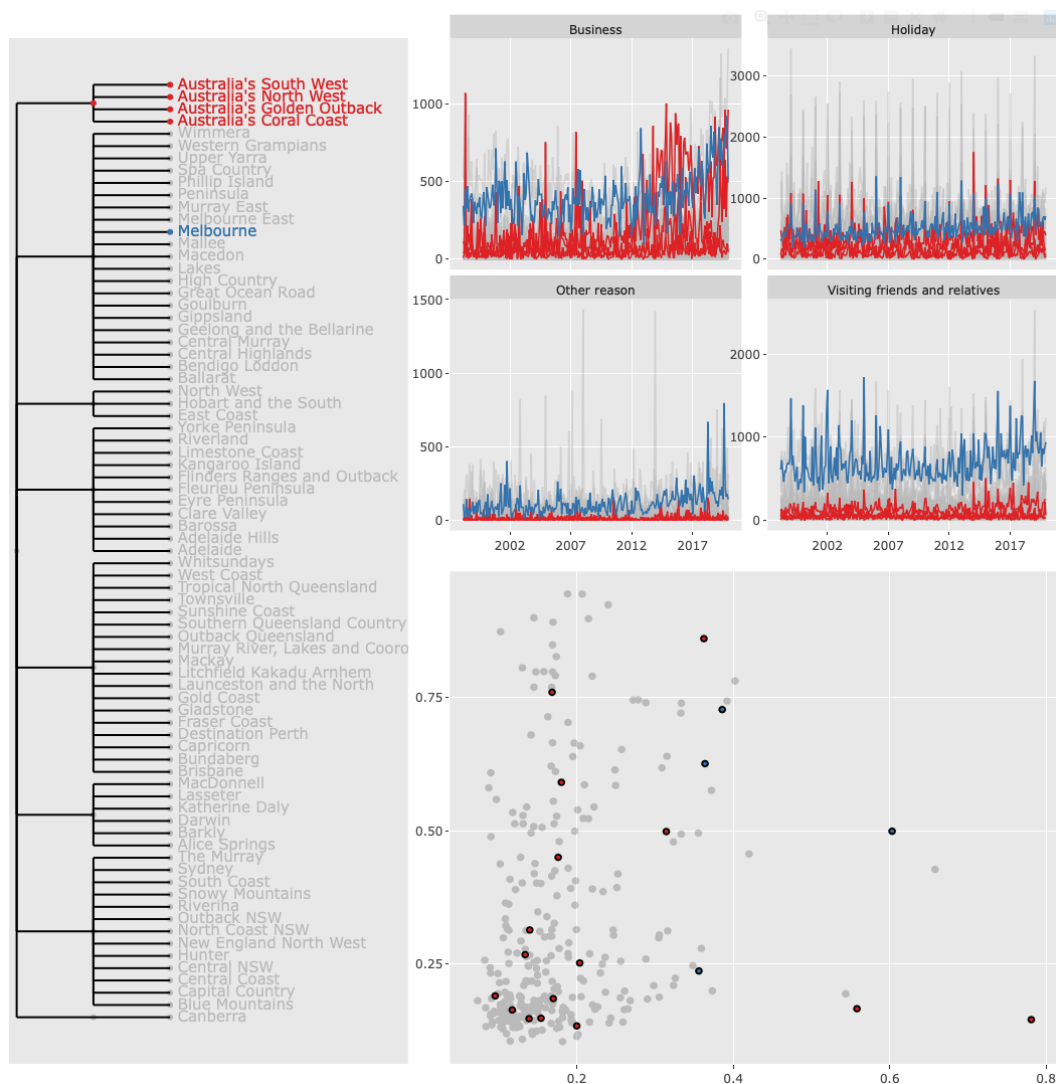 Australia's South West
Australia's North West
Australia's Golden Outback
Australia's Coral Coast
Wimmera
Western Grampians
Upper Yarra
Spa Country
Phillip Island
Peninsula
Murray East
Melbourne East
Melbourne
Mallee
Macedon
Lakes
High Country
Great Ocean Road
Goulburn
Gippsland
Geelong and the Bellarine
Central Murray
Central Highlands
Bendigo Loddon
Ballarat
North West
Hobart and the South
East Coast
Yorke Peninsula
Riverland
Limestone Coast
Kangaroo Island
Flinders Ranges and Outback
Fleurieu Peninsula
Eyre Peninsula
Clare Valley
Barossa
Adelaide Hills
Adelaide
Whitsundays
West Coast
Tropical North Queensland
Townsville
Sunshine Coast
Southern Queensland Country
Outback Queensland
Murray River, Lakes and Cooro
Mackay
Litchfield Kakadu Arnhem
Launceston and the North
Gold Coast
Gladstone
Fraser Coast
Destination Perth
Capricorn
Bundaberg
Brisbane
MacDonnell
Lasseter
Katherine Daly
Darwin
Barkly
Alice Springs
The Murray
Sydney
South Coast
Snowy Mountains
Riverina
Outback NSW
North Coast NSW
New England North West
Hunter
Central NSW
Central Coast
Capital Country
Blue Mountains
Canberra
Business
1000
500
0
Holiday
3000
2000
1000
0
Other reason
1500
1000
500
0
2002 2007 2012 2017
Visiting friends and relatives
2000
1000
0
2002 2007 2012 2017
0.75
0.50
0.25
0.2 0.4 0.6 0.8